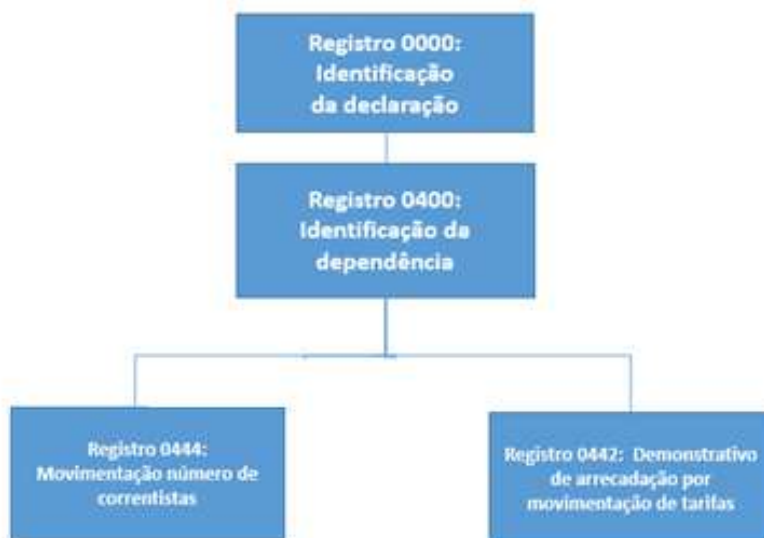 Registro 0000:
Identificação
da declaração
Registro 0400:
Identificação da
dependência
Registro 0444:
Movimentação número de
correntistas
Registro 0442: Demonstrativo
de arrecadação por
movimentação de tarifas